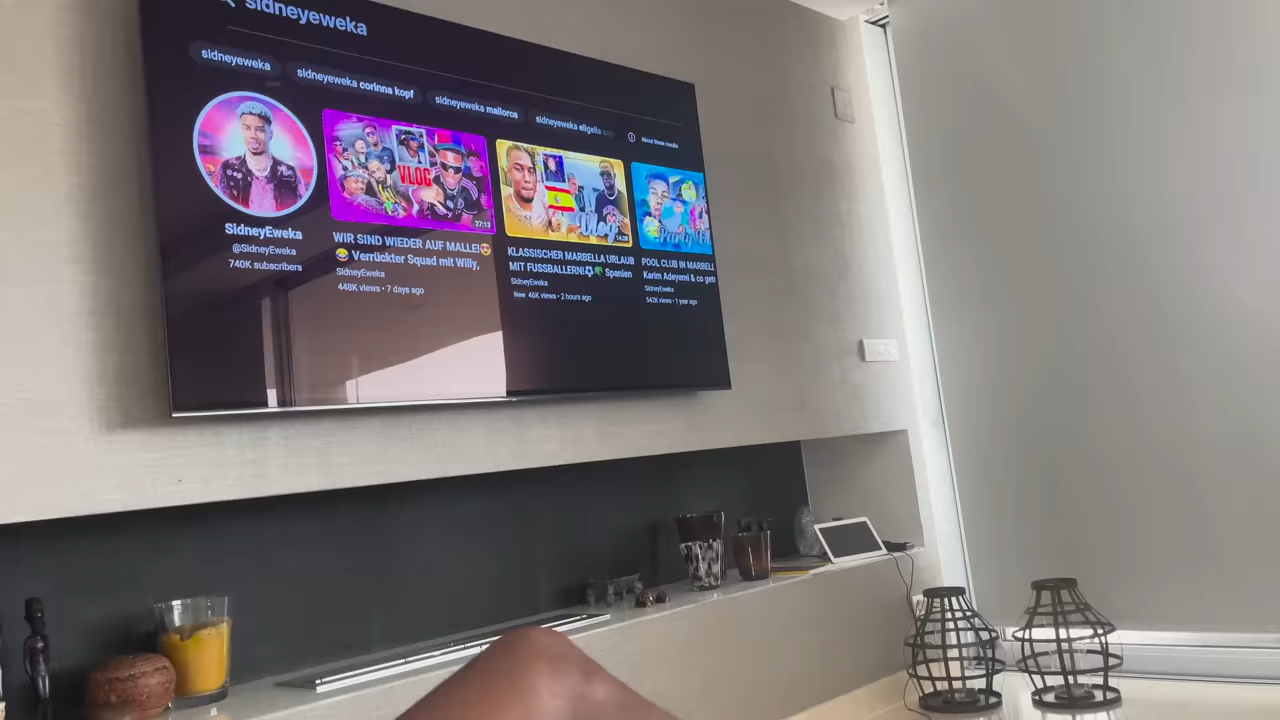 sidneyeweka
sidneyeweka
sidneyeweka corinna kopf
sidneyeweka mallorca
sidneyeweka eligella
About these results
VLOG
27:13
Vlog
14:28
Party
SidneyEweka
@SidneyEweka
740K subscribers
WIR SIND WIEDER AUF MALLE!😍
😂 Verrückter Squad mit Willy,
SidneyEweka
448K views • 7 days ago
KLASSISCHER MARBELLA URLAUB
MIT FUSSBALLERN!⚽🌴 Spanien
SidneyEweka
New 46K views • 2 hours ago
POOL CLUB IN MARBELL
Karim Adeyemi & co getr
SidneyEweka
542K views • 1 year ago